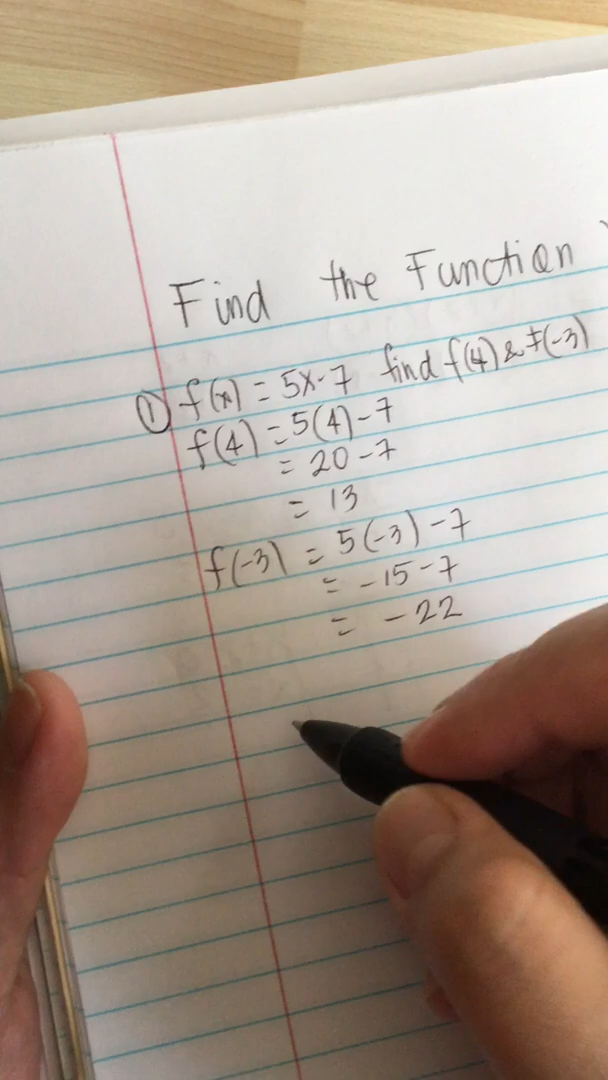 Find the Function
① f(x) = 5x-7 find f(4) & f(-3)
f(4) = 5(4)-7
= 20-7
= 13
f(-3) = 5(-3)-7
= -15-7
= -22